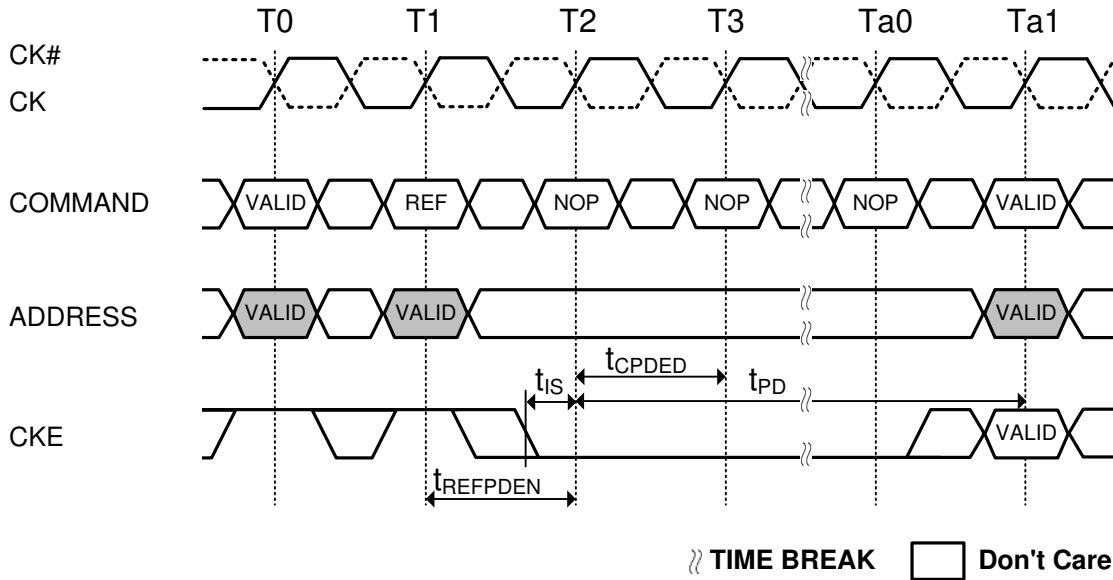 T0 T1 T2 T3 Ta0 Ta1
CK#
CK
COMMAND VALID REF NOP NOP NOP VALID
ADDRESS VALID VALID VALID
tCPDED
tIS tPD
CKE VALID
tREFPDEN
TIME BREAK Don't Care